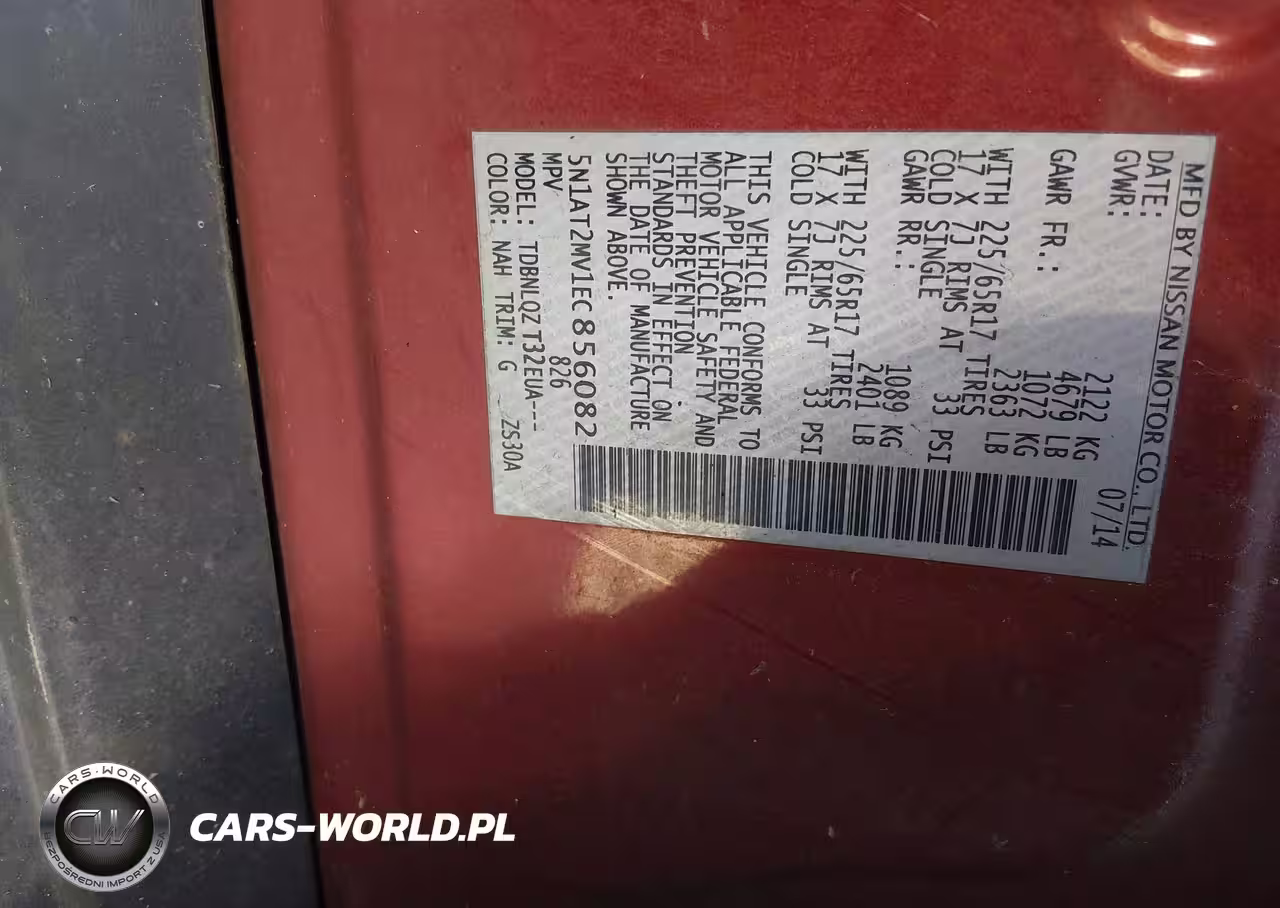 MFD BY NISSAN MOTOR CO., LTD.
DATE: 07/14
GVWR: 2122 KG
4679 LB
GAWR FR.: 1072 KG
2363 LB
WITH 225/65R17 TIRES
17 X 7J RIMS AT 33 PSI
COLD SINGLE
GAWR RR.: 1089 KG
2401 LB
WITH 225/65R17 TIRES
17 X 7J RIMS AT 33 PSI
COLD SINGLE
THIS VEHICLE CONFORMS TO
ALL APPLICABLE FEDERAL
MOTOR VEHICLE SAFETY AND
THEFT PREVENTION
STANDARDS IN EFFECT ON
THE DATE OF MANUFACTURE
SHOWN ABOVE.
5N1AT2MV1EC856082
MPV 826
MODEL: TDBNLQZ T32EUA---
COLOR: NAH TRIM: G ZS30A
CARS-WORLD
CW
BEZPOŚREDNI IMPORT Z USA
CARS-WORLD.PL